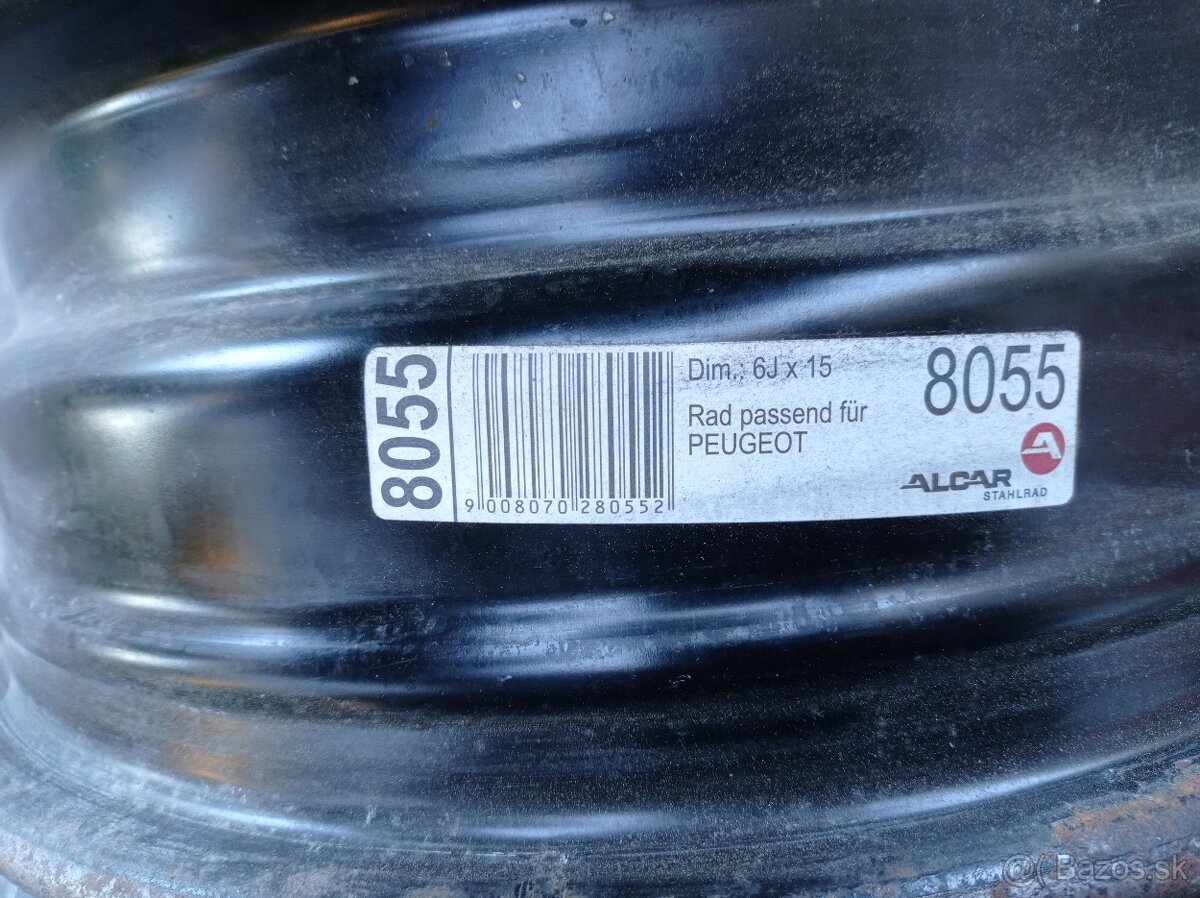 8055
9 008070 280552
Dim.: 6J x 15
Rad passend für
PEUGEOT
8055
A
ALCAR
STAHLRAD
@( Bazos.sk